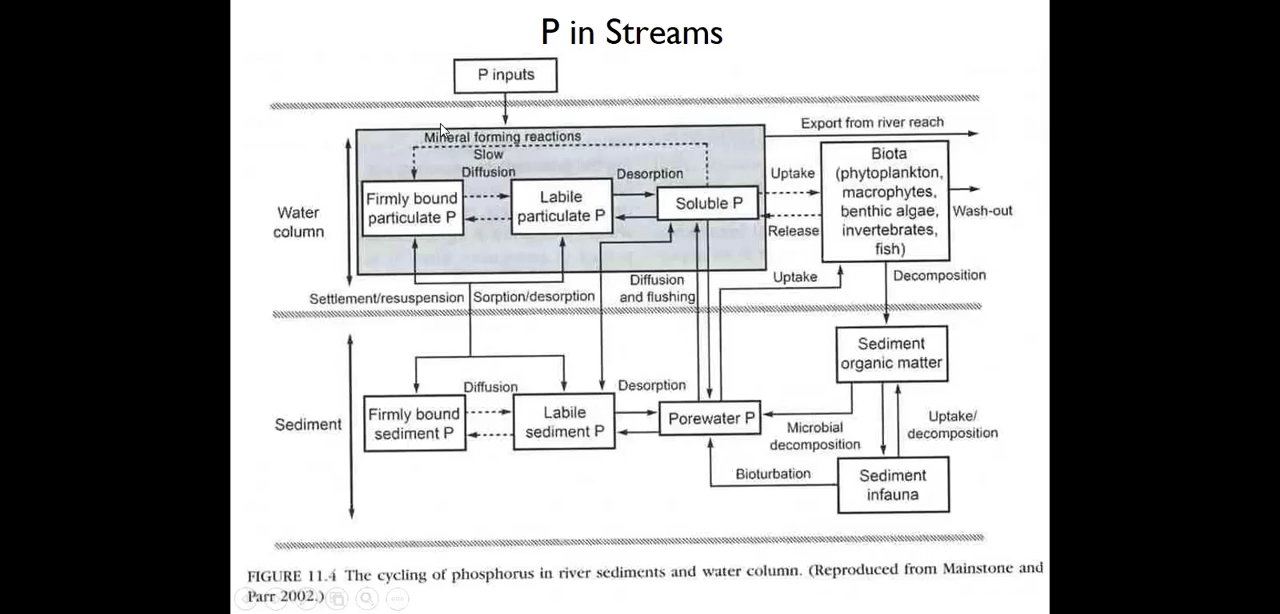 P in Streams
P inputs
Export from river reach
Mineral forming reactions
Slow
Diffusion
Desorption
Uptake
Biota
(phytoplankton,
macrophytes,
benthic algae,
invertebrates,
fish)
Firmly bound
particulate P
Labile
particulate P
Soluble P
Water
column
Wash-out
Release
Diffusion
and flushing
Uptake
Decomposition
Settlement/resuspension
Sorption/desorption
Sediment
organic matter
Diffusion
Desorption
Firmly bound
sediment P
Labile
sediment P
Porewater P
Sediment
Microbial
decomposition
Uptake/
decomposition
Bioturbation
Sediment
infauna
FIGURE 11.4 The cycling of phosphorus in river sediments and water column. (Reproduced from Mainstone and
Parr 2002.)